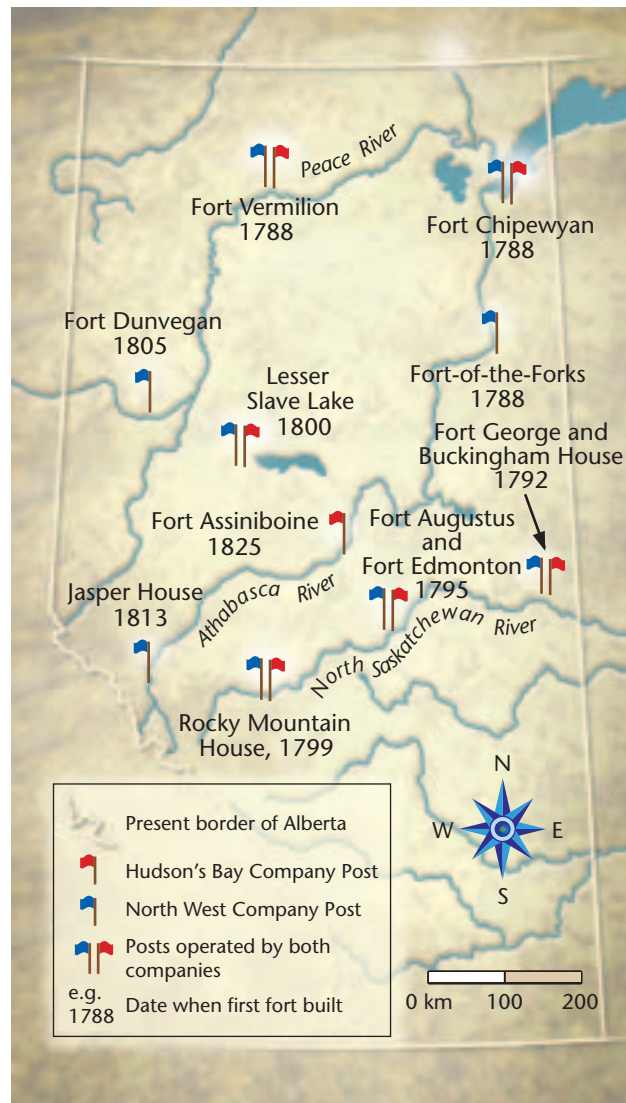 Peace River
Fort Vermilion
1788
Fort Chipewyan
1788
Fort Dunvegan
1805
Lesser
Slave Lake
1800
Fort-of-the-Forks
1788
Fort George and
Buckingham House
1792
Fort Assiniboine
1825
Fort Augustus
and
Fort Edmonton
1795
Jasper House
1813
Athabasca River
North Saskatchewan River
Rocky Mountain
House, 1799
N
W
E
S
Present border of Alberta
Hudson's Bay Company Post
North West Company Post
Posts operated by both
companies
e.g.
1788
Date when first fort built
0 km 100 200